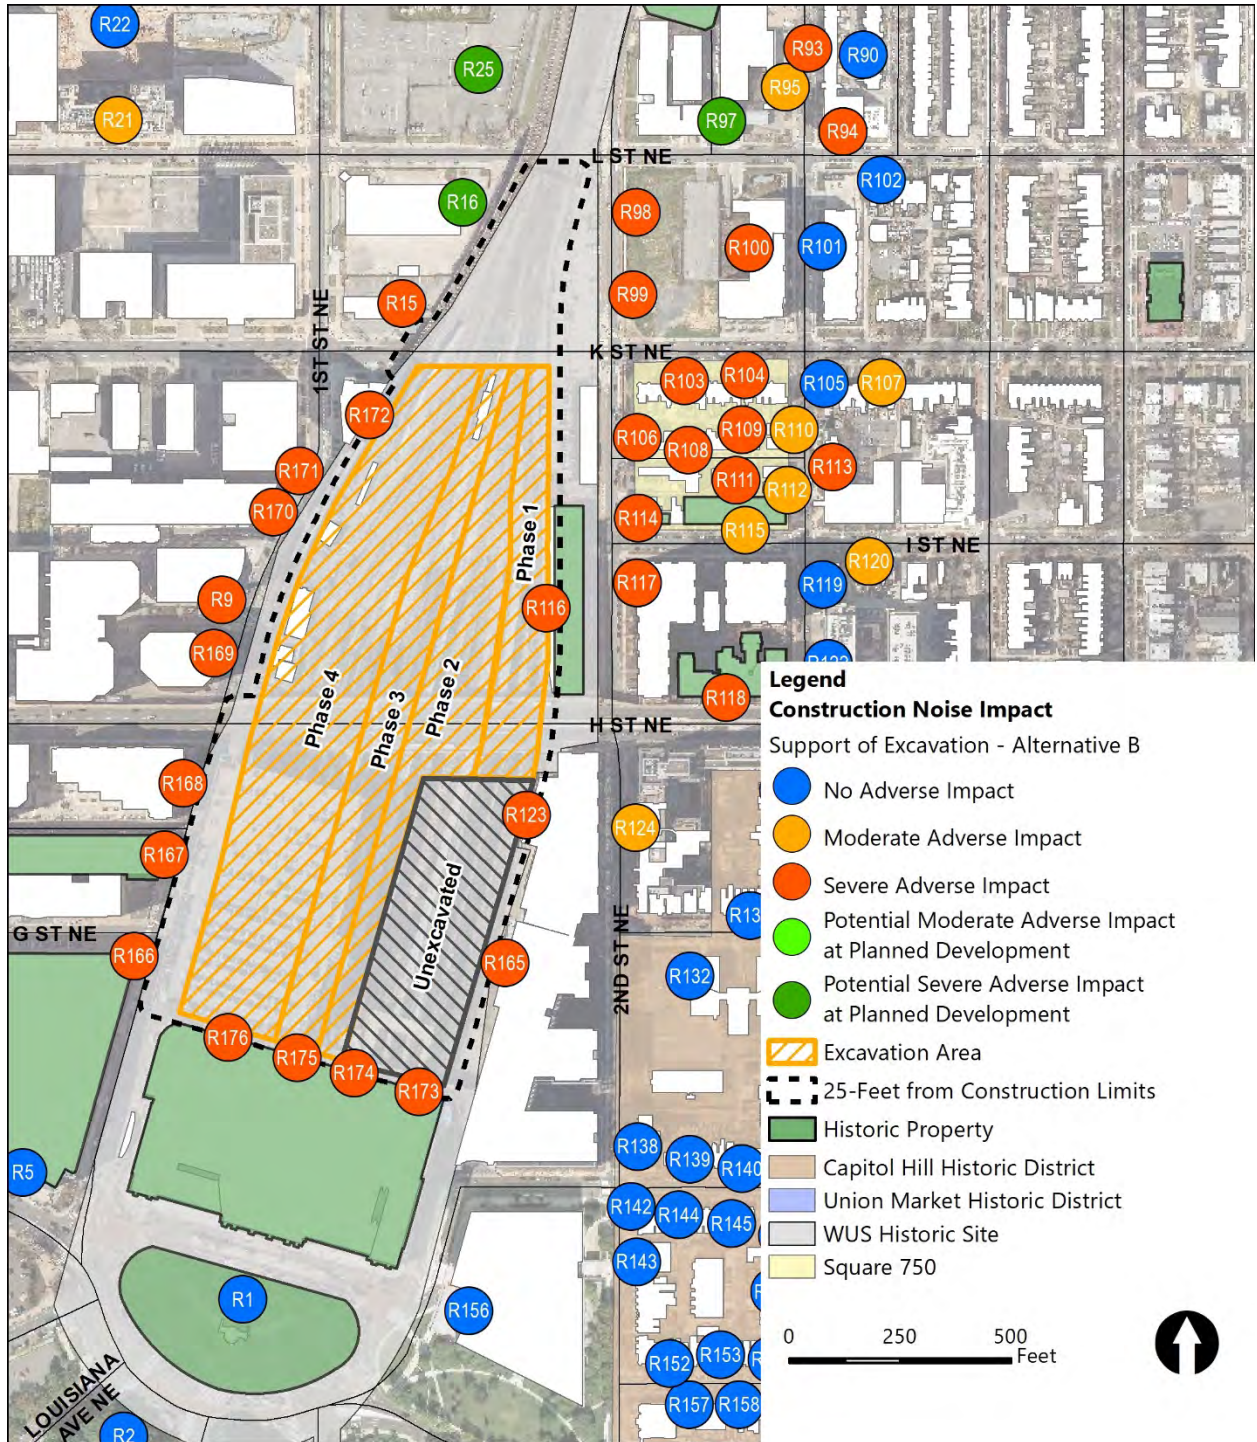 R22
R25
R93
R90
R95
R21
R97
R94
L ST NE
R102
R16
R98
R100
R101
R99
R15
1ST ST NE
K ST NE
R103
R104
R105
R107
R172
R106
R108
R109
R110
R113
R171
R111
R112
R170
R114
R115
Phase 1
I ST NE
R120
R9
R116
R117
R119
R169
Phase 4
Phase 3
Phase 2
R118
H ST NE
R168
R123
R124
R167
Unexcavated
G ST NE
R166
R165
2ND ST NE
R132
R176
R175
R174
R173
R138
R139
R140
R5
R142
R144
R145
R143
R1
R156
R152
R153
LOUISIANA
AVE NE
R157
R158
R2
Legend
Construction Noise Impact
Support of Excavation - Alternative B
No Adverse Impact
Moderate Adverse Impact
Severe Adverse Impact
Potential Moderate Adverse Impact
at Planned Development
Potential Severe Adverse Impact
at Planned Development
Excavation Area
25-Feet from Construction Limits
Historic Property
Capitol Hill Historic District
Union Market Historic District
WUS Historic Site
Square 750
0 250 500
Feet